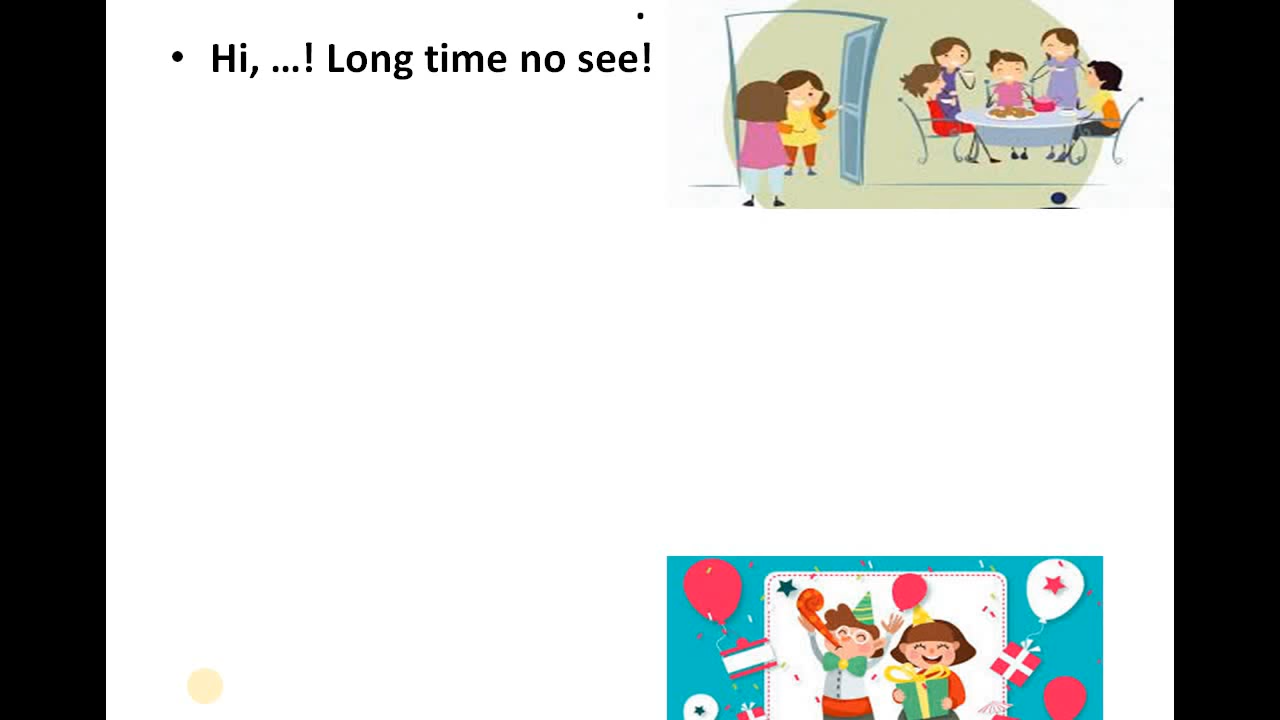 • Hi, ...! Long time no see!